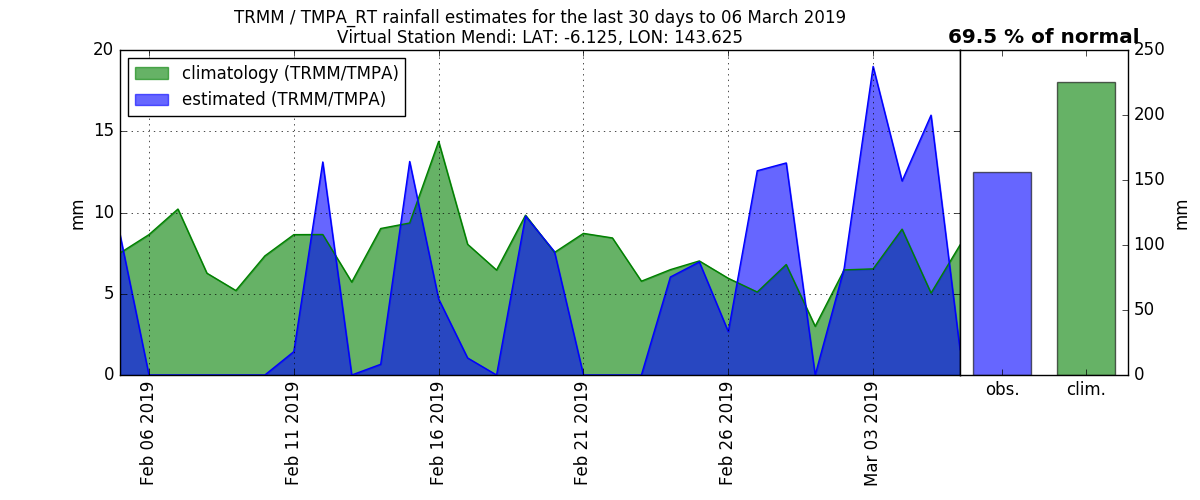 TRMM / TMPA_RT rainfall estimates for the last 30 days to 06 March 2019
Virtual Station Mendi: LAT: -6.125, LON: 143.625
69.5 % of normal
climatology (TRMM/TMPA)
estimated (TRMM/TMPA)
20
15
10
5
0
mm
Feb 06 2019
Feb 11 2019
Feb 16 2019
Feb 21 2019
Feb 26 2019
Mar 03 2019
250
200
150
100
50
0
mm
obs.
clim.